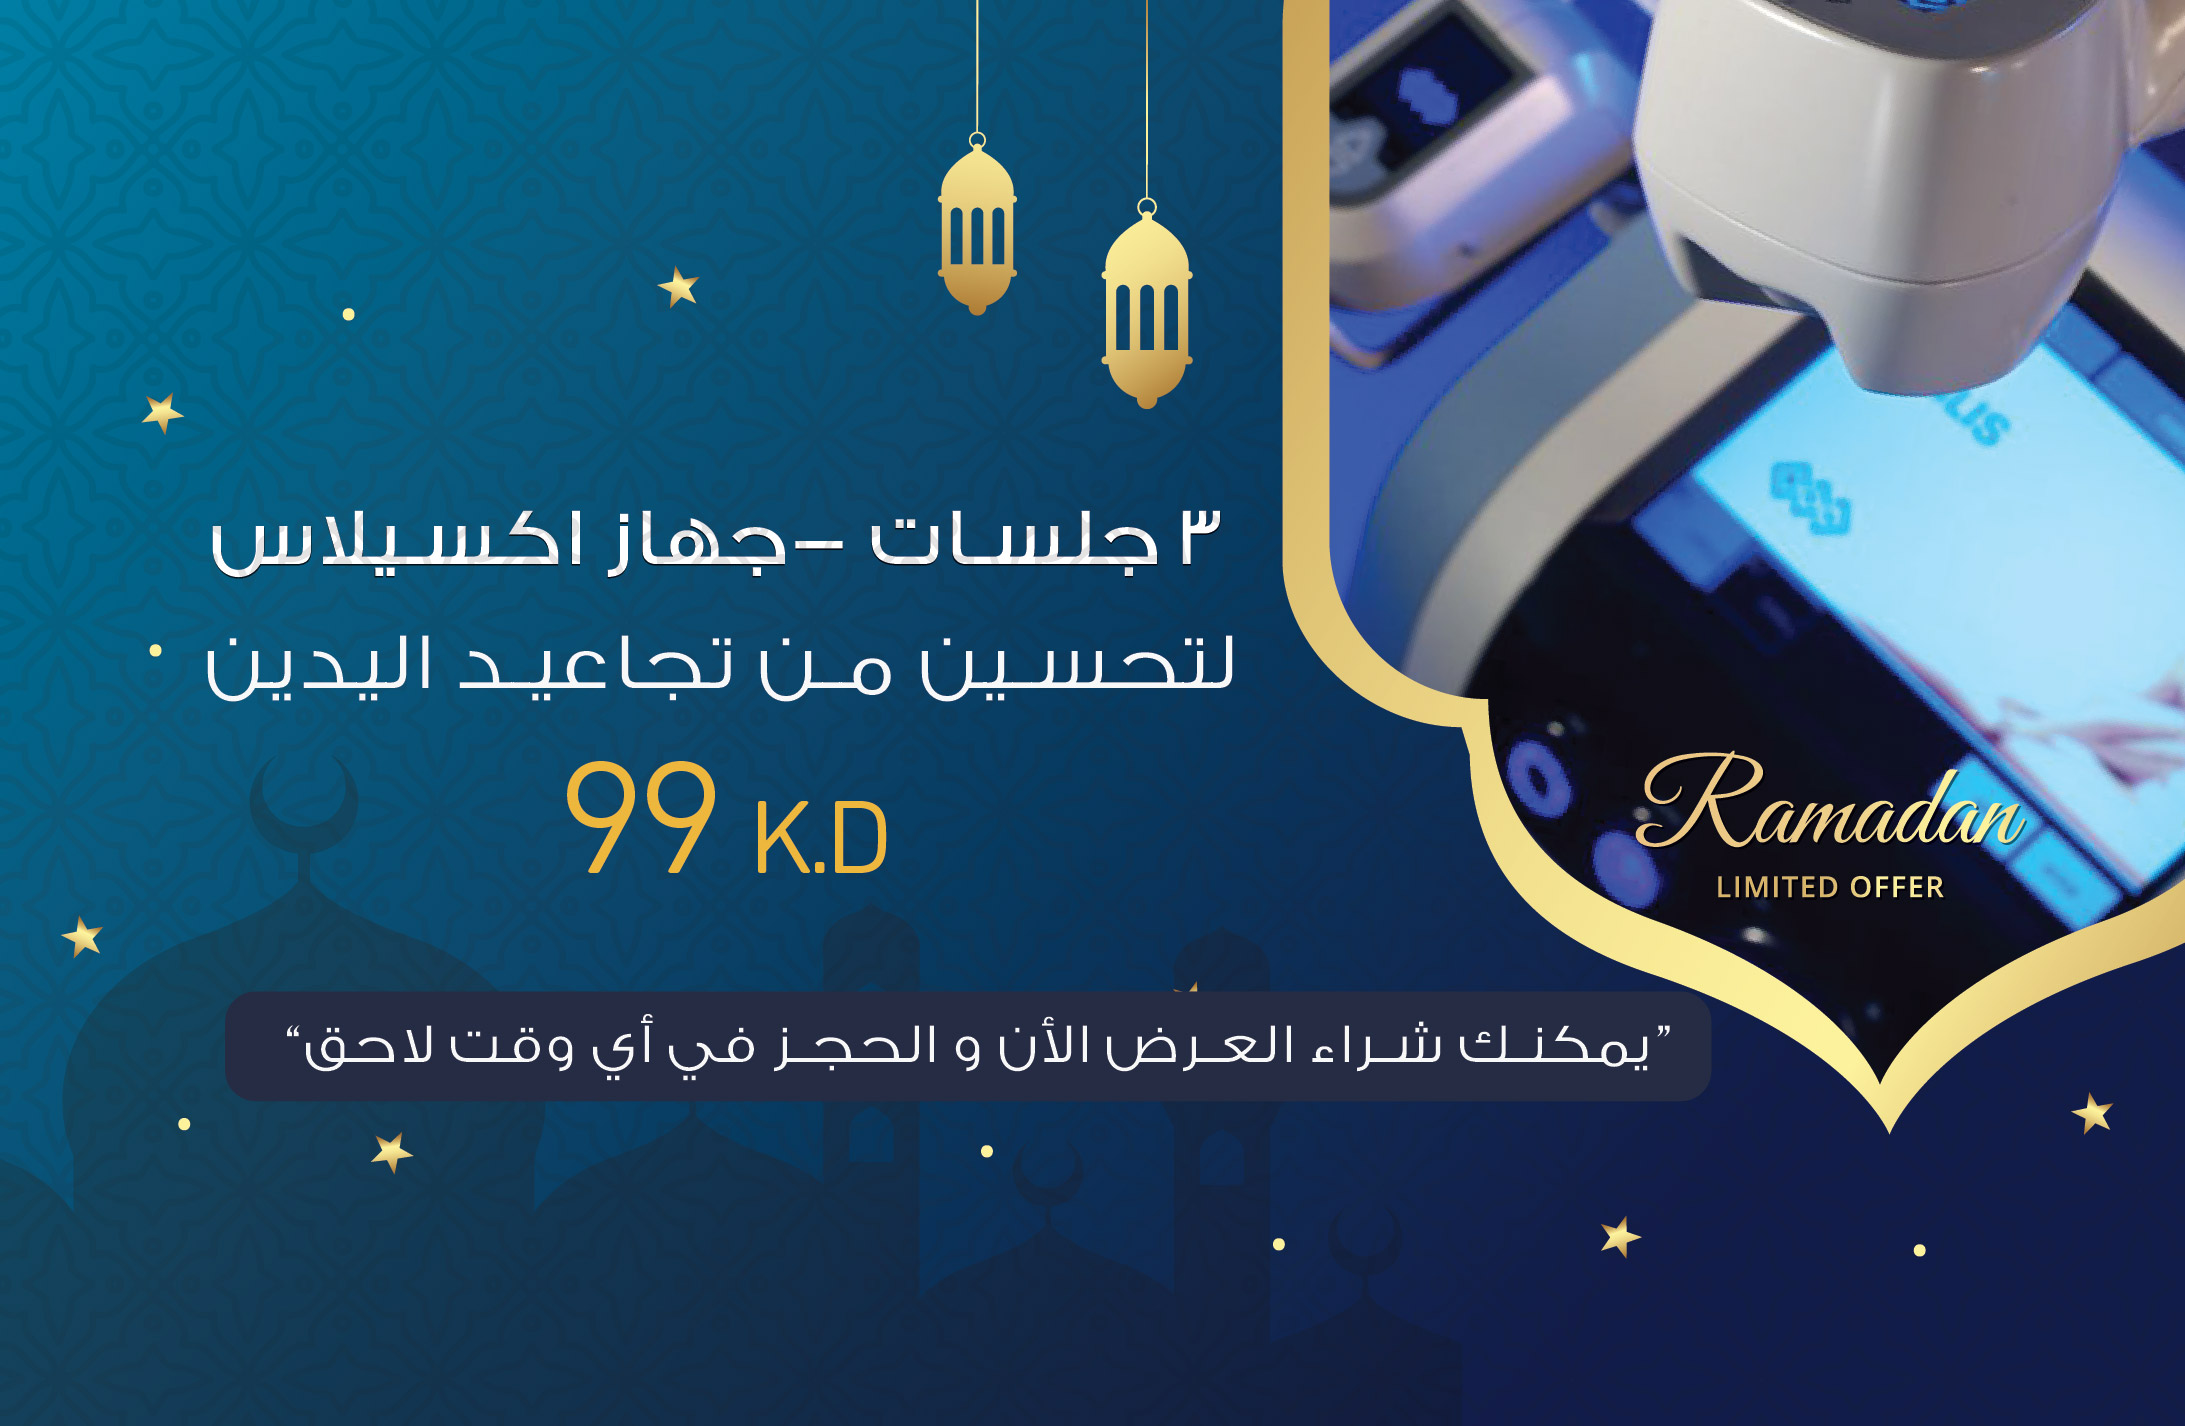 ٣ جلسات – جهاز اكسيلاس
لتحسين من تجاعيد اليدين
99 K.D
Ramadan
LIMITED OFFER
”يمكنك شراء العرض الأن و الحجز في أي وقت لاحق“